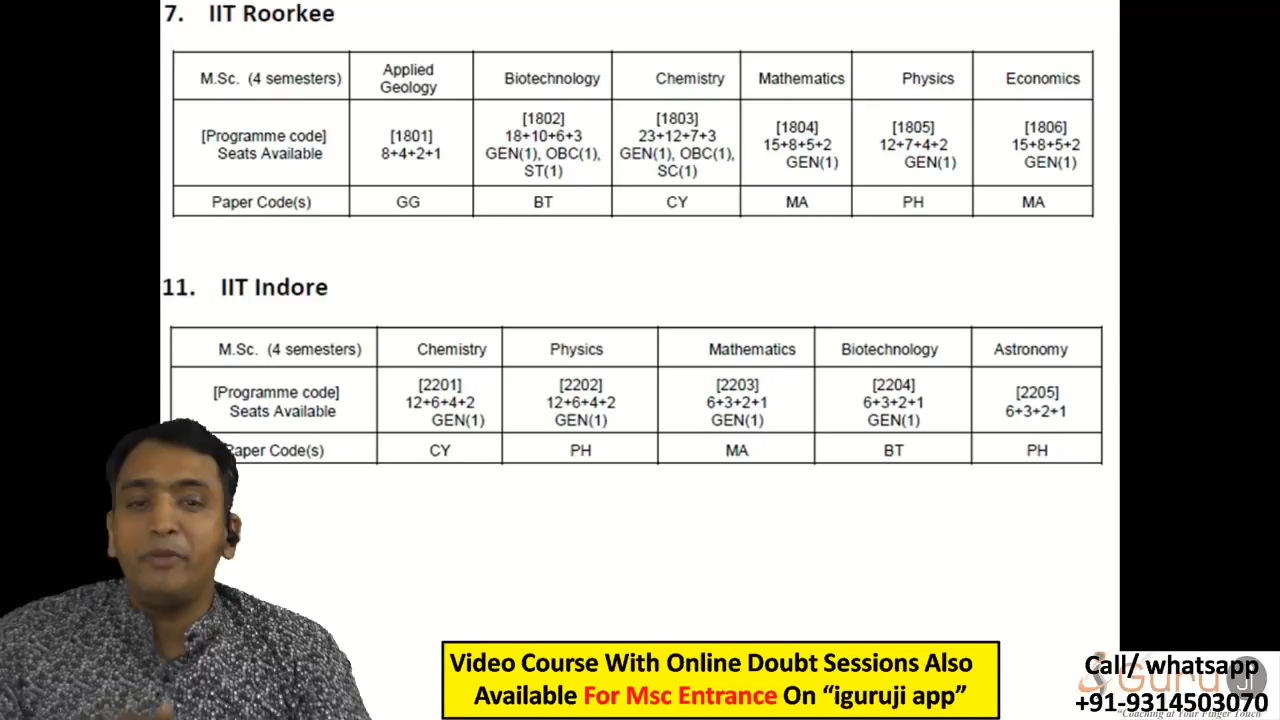 7. IIT Roorkee
M.Sc. (4 semesters) Applied Geology Biotechnology Chemistry Mathematics Physics Economics
[Programme code] Seats Available [1801] 8+4+2+1 [1802] 18+10+6+3 GEN(1), OBC(1), ST(1) [1803] 23+12+7+3 GEN(1), OBC(1), SC(1) [1804] 15+8+5+2 GEN(1) [1805] 12+7+4+2 GEN(1) [1806] 15+8+5+2 GEN(1)
Paper Code(s) GG BT CY MA PH MA
11. IIT Indore
M.Sc. (4 semesters) Chemistry Physics Mathematics Biotechnology Astronomy
[Programme code] Seats Available [2201] 12+6+4+2 GEN(1) [2202] 12+6+4+2 GEN(1) [2203] 6+3+2+1 GEN(1) [2204] 6+3+2+1 GEN(1) [2205] 6+3+2+1
Paper Code(s) CY PH MA BT PH
Video Course With Online Doubt Sessions Also
Available For Msc Entrance On “iguruji app”
Call/ whatsapp
+91-9314503070
"Coaching at Your Finger Touch"